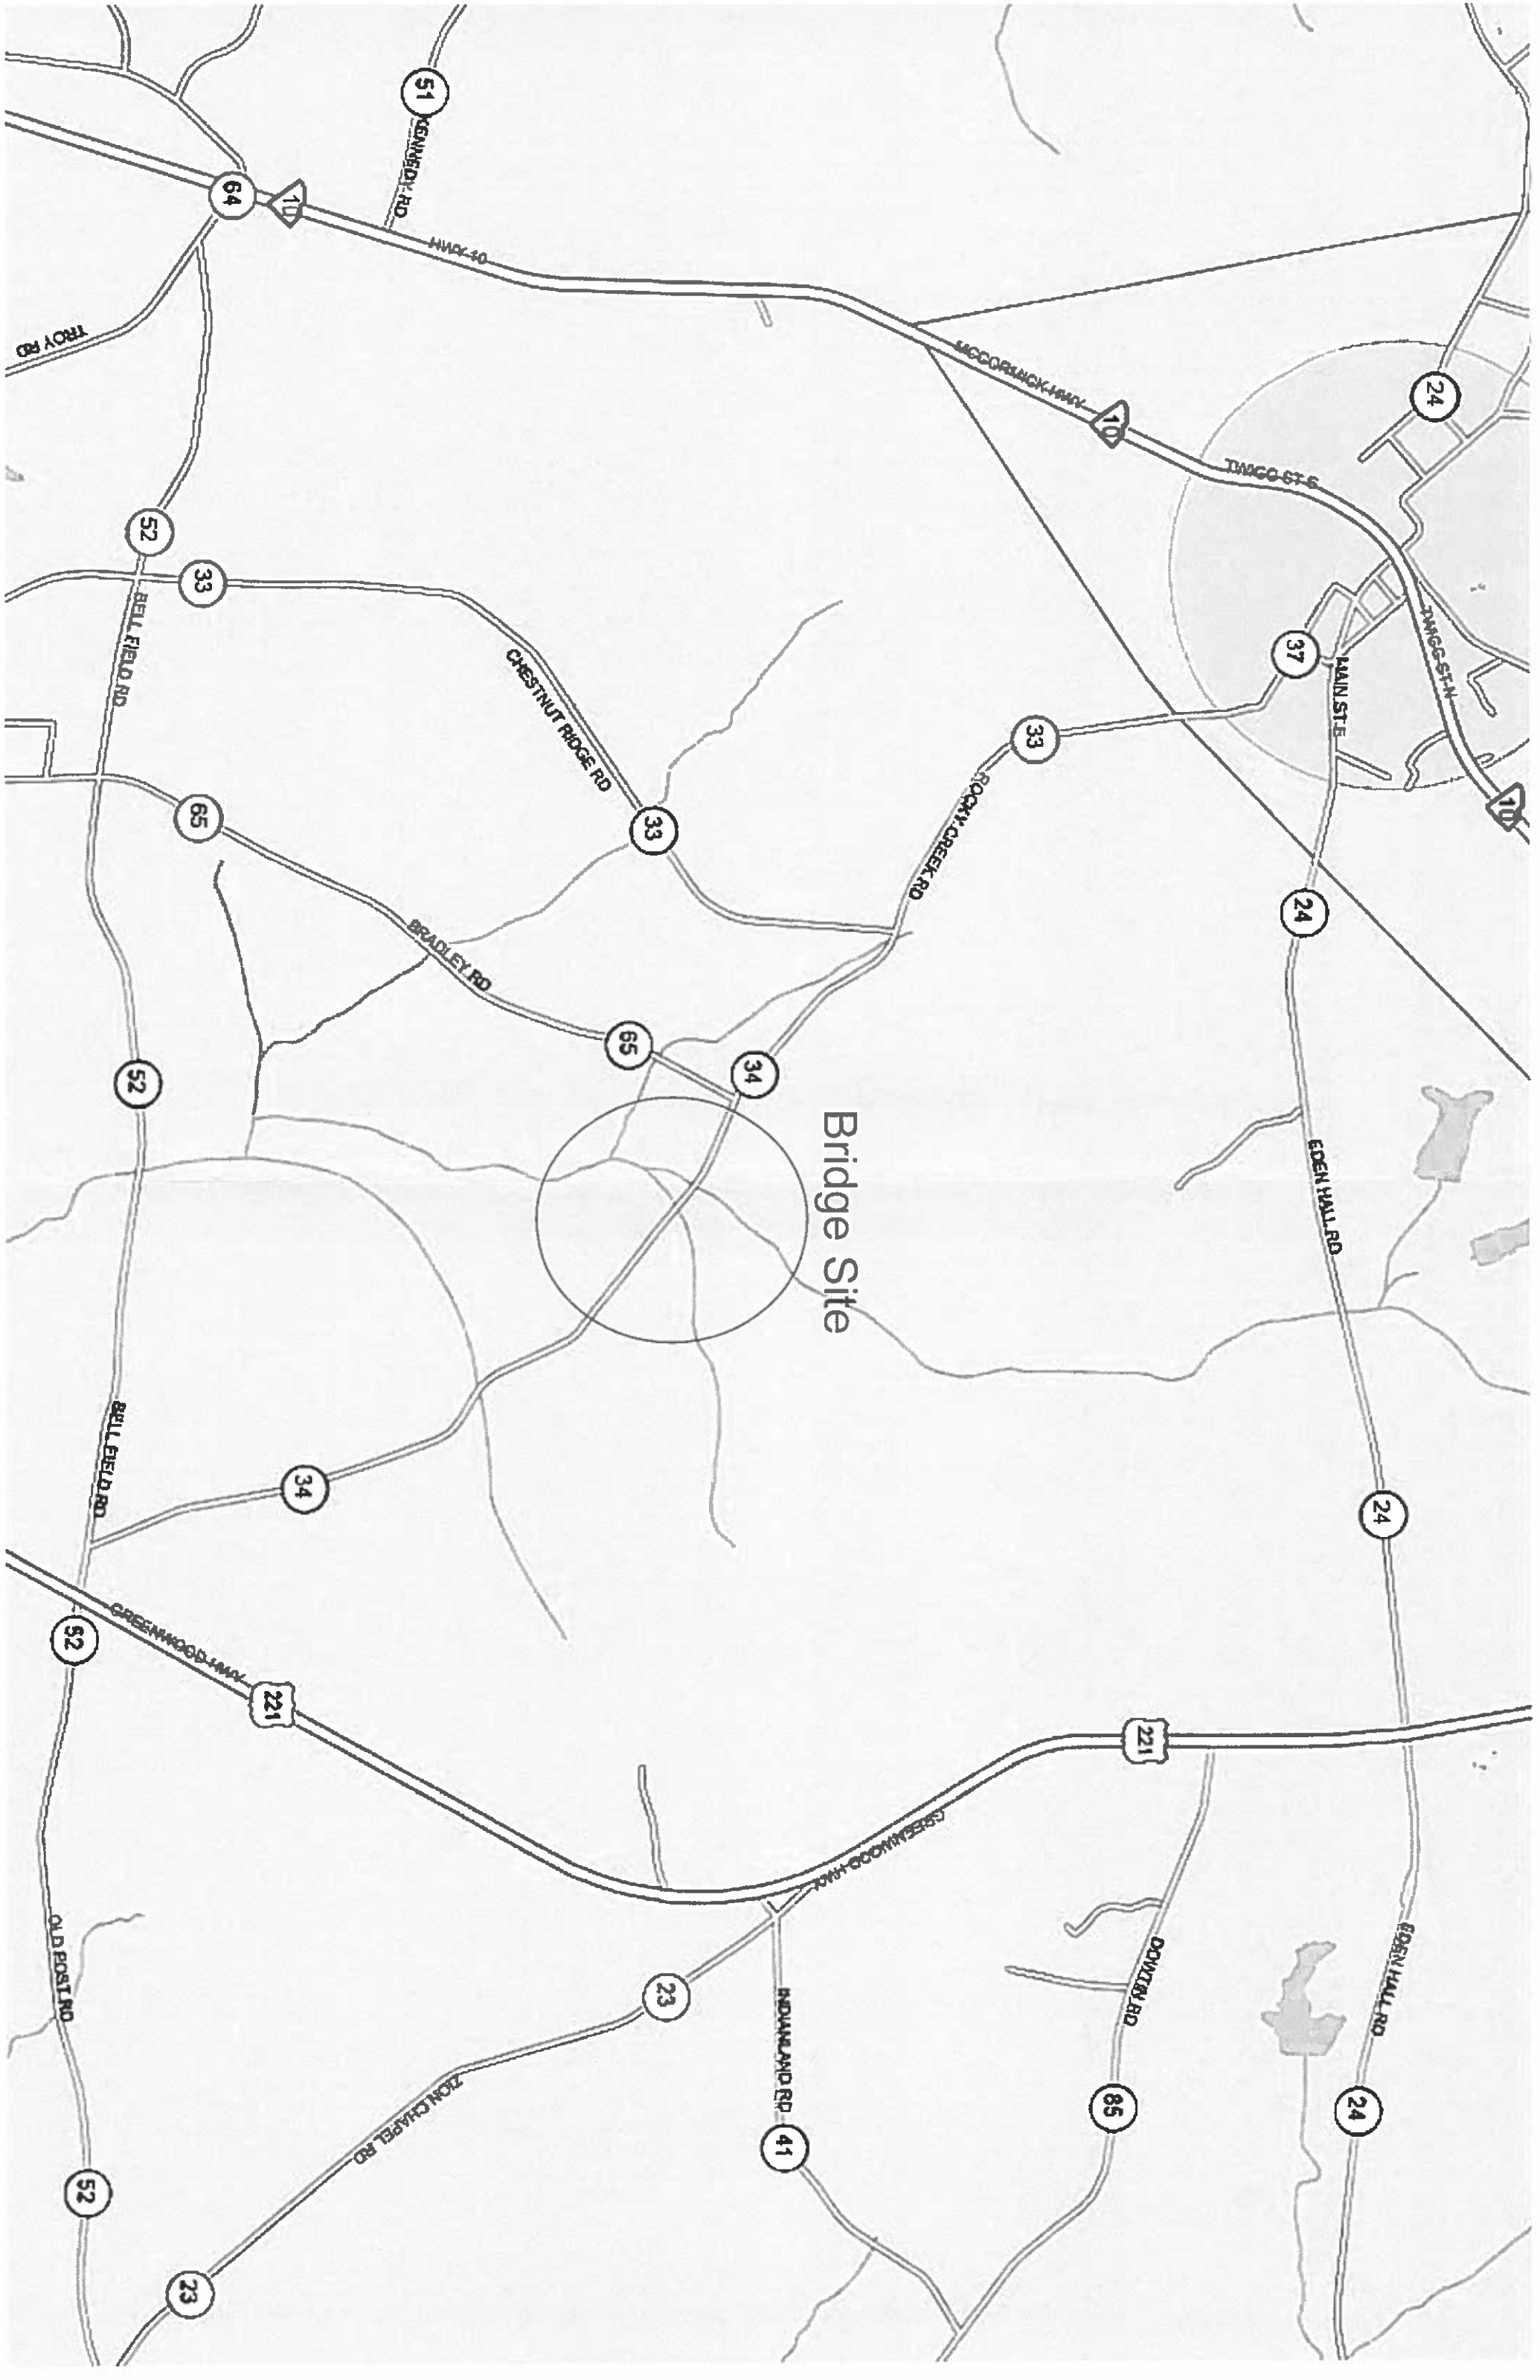 24
10
TWIGG ST N
TWIGG ST S
MAIN ST E
37
24
EDEN HALL RD
24
221
EDEN HALL RD
24
10
MCCORMICK HWY
33
ROCKY CREEK RD
DOWTIN RD
85
Bridge Site
GREENWOOD HWY
INDIANLAND RD
41
34
65
33
CHESTNUT RIDGE RD
23
51
KENNEDY RD
HWY 10
BRADLEY RD
ZION CHAPEL RD
64
10
33
65
34
221
GREENWOOD HWY
23
TROY RD
52
BELL FIELD RD
52
BELL FIELD RD
52
OLD POST RD
52